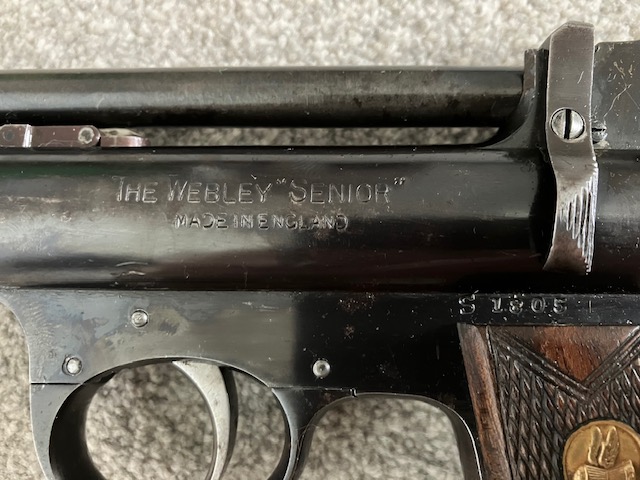 THE WEBLEY "SENIOR"
MADE IN ENGLAND
S 1805